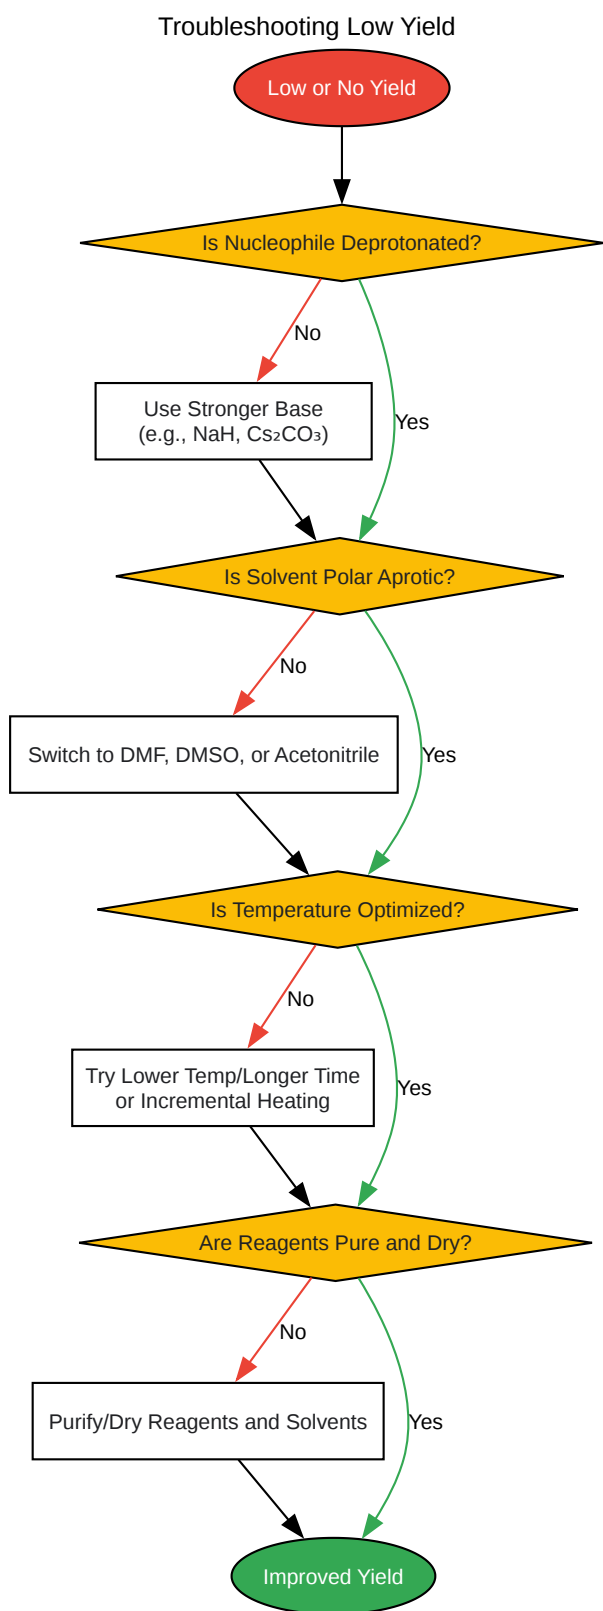 Troubleshooting Low Yield
Low or No Yield
Is Nucleophile Deprotonated?
No
Use Stronger Base
(e.g., NaH, Cs₂CO₃)
Yes
Is Solvent Polar Aprotic?
No
Switch to DMF, DMSO, or Acetonitrile
Yes
Is Temperature Optimized?
No
Try Lower Temp/Longer Time
or Incremental Heating
Yes
Are Reagents Pure and Dry?
No
Purify/Dry Reagents and Solvents
Yes
Improved Yield